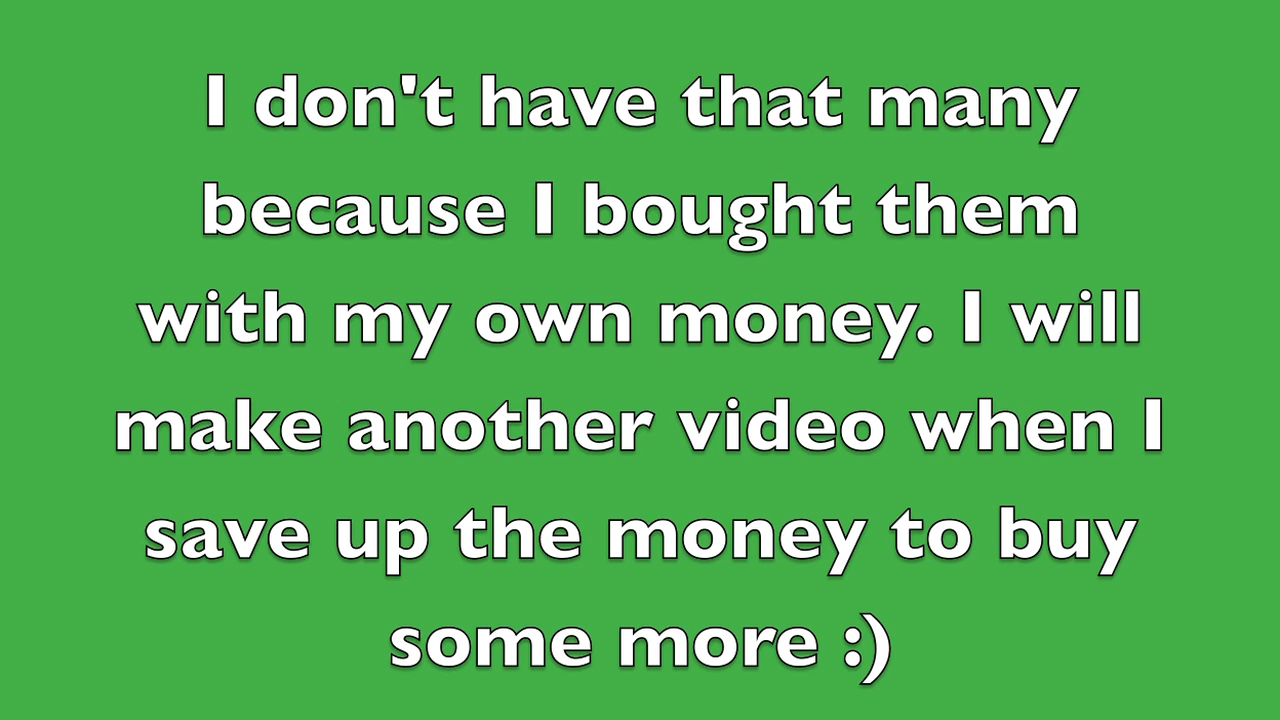 I don't have that many
because I bought them
with my own money. I will
make another video when I
save up the money to buy
some more :)